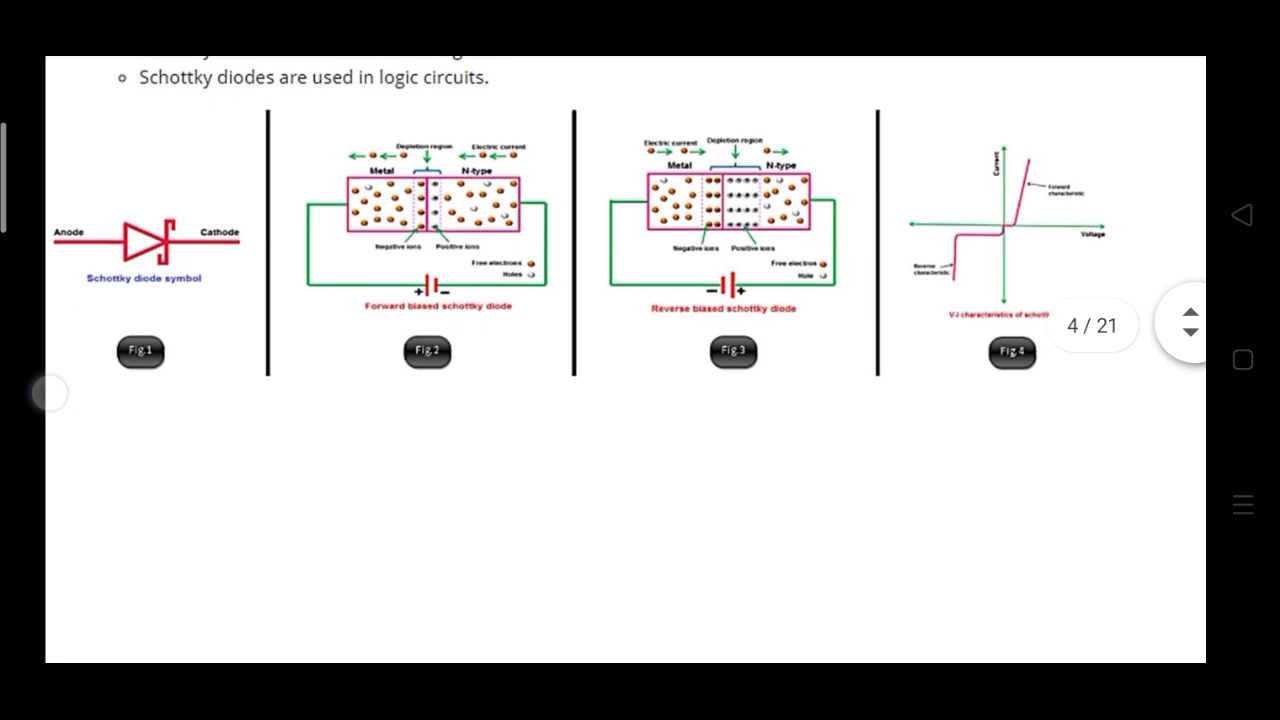 Schottky diodes are used in logic circuits.
Anode
Cathode
Schottky diode symbol
Fig.1
Depletion region
Electric current
Metal
N-type
Negative ions
Positive ions
Free electrons
Holes
+
−
Forward biased schottky diode
Fig.2
Electric current
Depletion region
Metal
N-type
Negative ions
Positive ions
Free electron
Hole
−
+
Reverse biased schottky diode
Fig.3
Current
Forward
characteristic
Voltage
Reverse
characteristic
V-I characteristics of
Fig.4
4 / 21